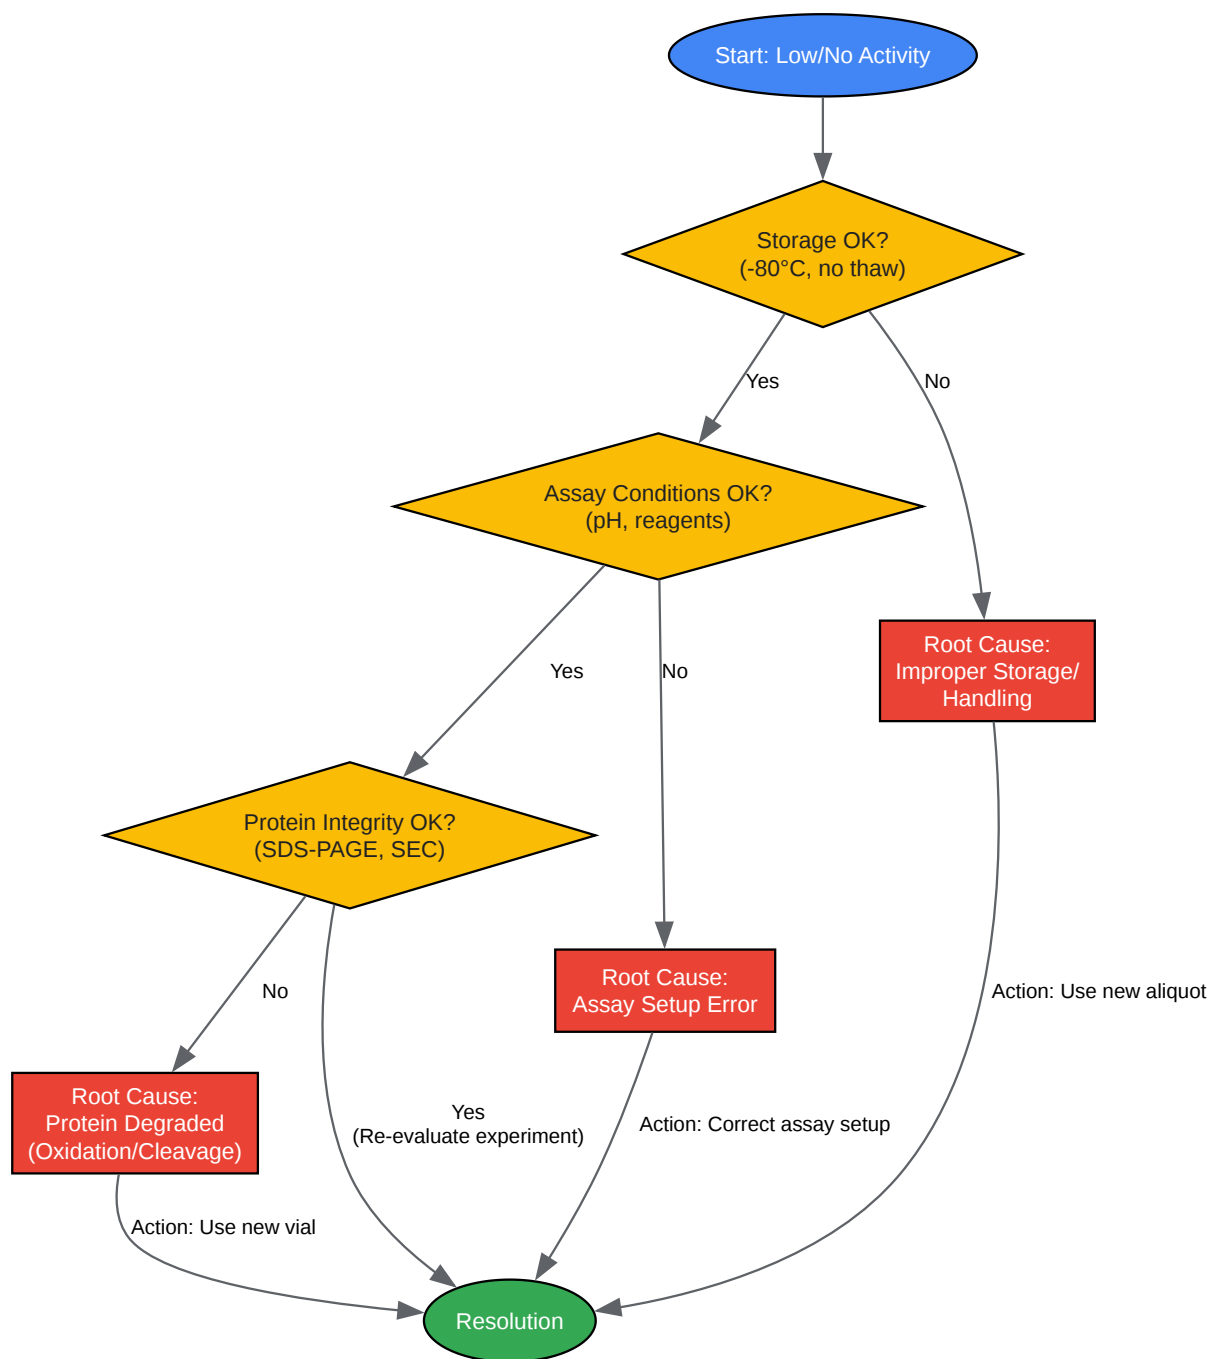 Start: Low/No Activity
Storage OK?
(-80°C, no thaw)
Yes
No
Assay Conditions OK?
(pH, reagents)
Yes
No
Root Cause:
Improper Storage/
Handling
Protein Integrity OK?
(SDS-PAGE, SEC)
No
Root Cause:
Assay Setup Error
Action: Use new aliquot
Root Cause:
Protein Degraded
(Oxidation/Cleavage)
Yes
(Re-evaluate experiment)
Action: Correct assay setup
Action: Use new vial
Resolution